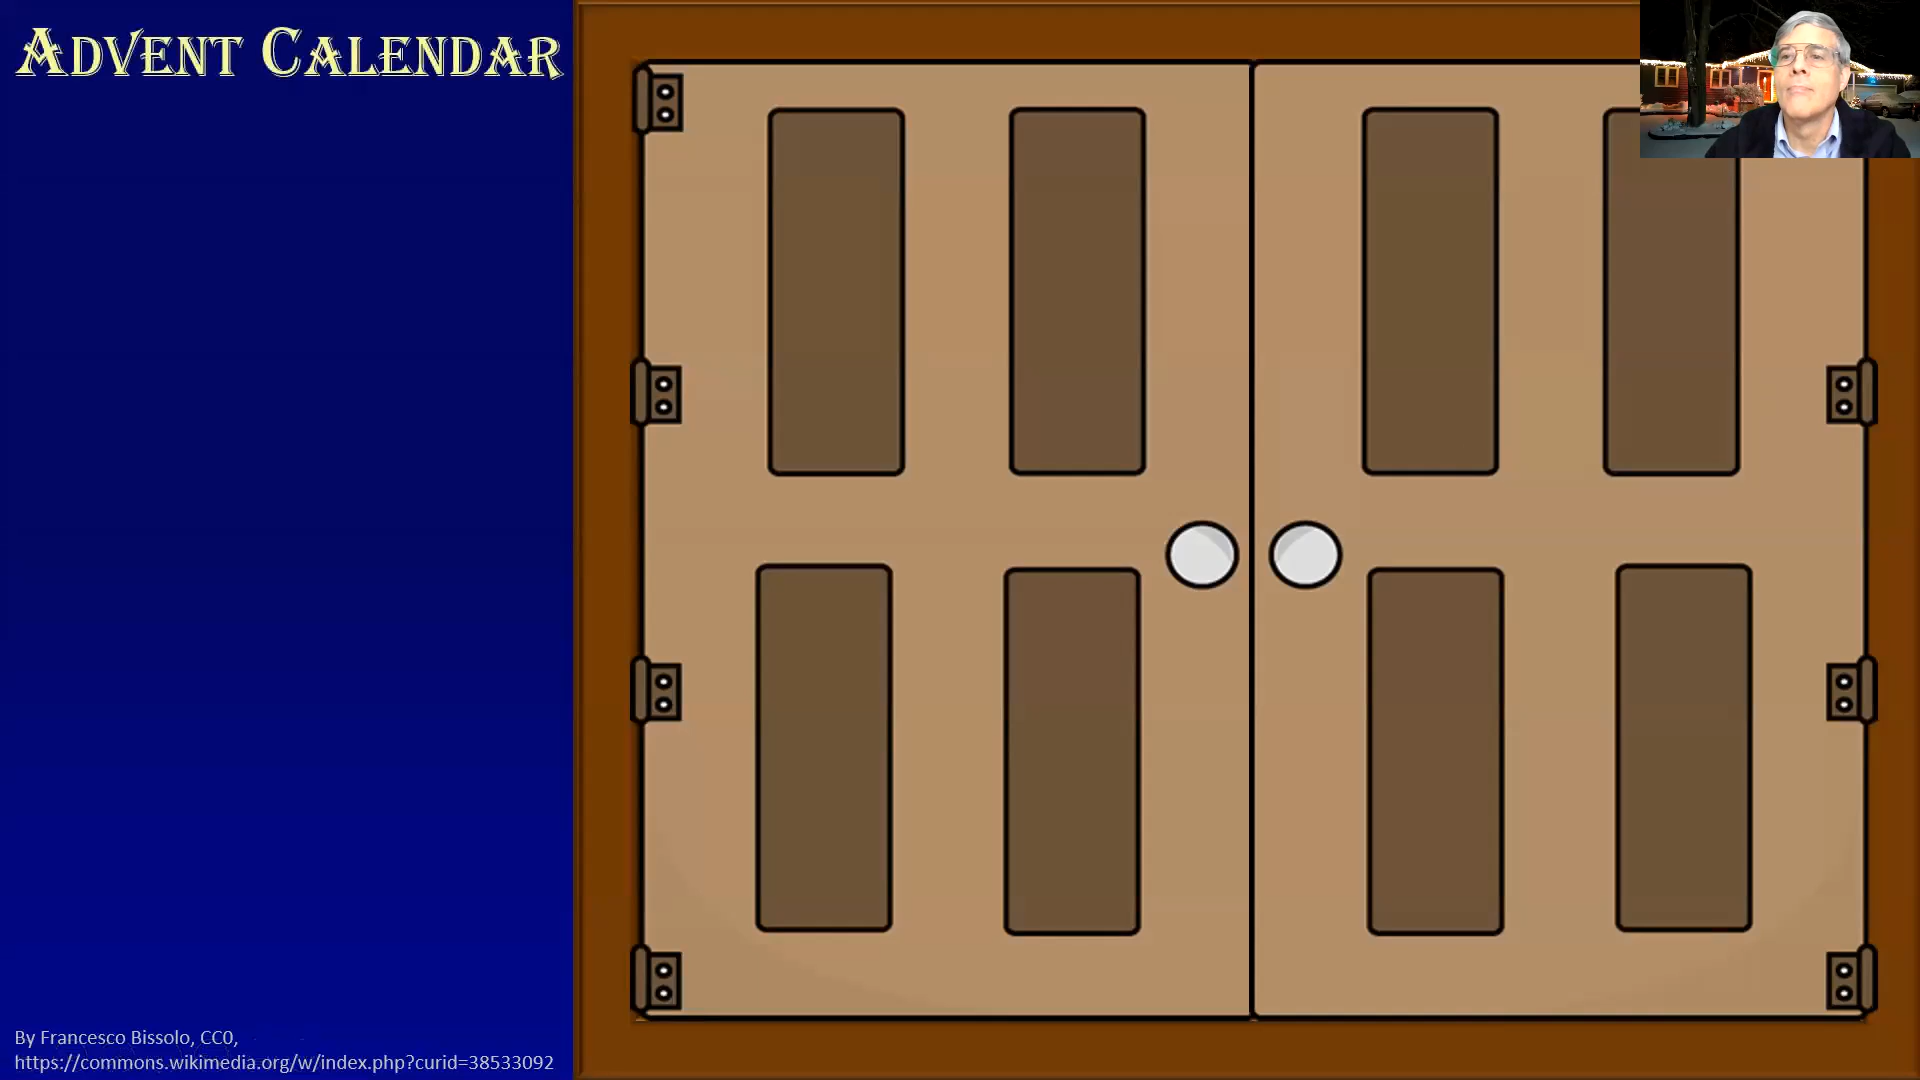 ADVENT CALENDAR
By Francesco Bissolo, CC0,
https://commons.wikimedia.org/w/index.php?curid=38533092